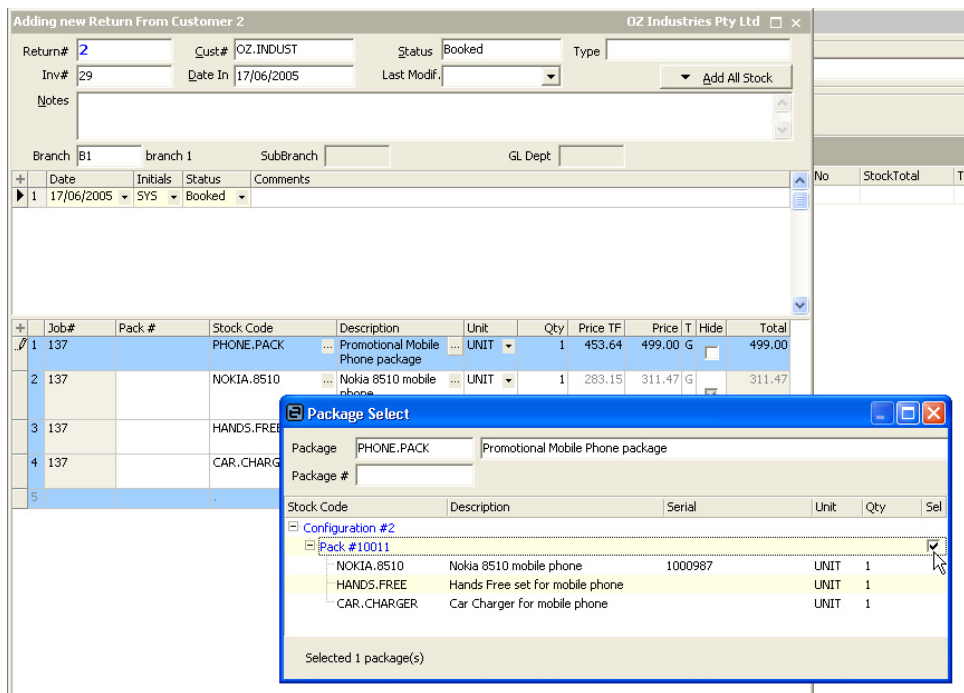 Adding new Return From Customer 2 OZ Industries Pty Ltd
Return# 2 Cust# OZ.INDUST Status Booked Type
Inv# 29 Date In 17/06/2005 Last Modif. Add All Stock
Notes
Branch B1 branch 1 SubBranch GL Dept
Date Initials Status Comments
1 17/06/2005 SYS Booked
No StockTotal T
Job# Pack # Stock Code Description Unit Qty Price TF Price T Hide Total
1 137 PHONE.PACK ... Promotional Mobile ... UNIT 1 453.64 499.00 G 499.00
Phone package
2 137 NOKIA.8510 ... Nokia 8510 mobile ... UNIT 1 283.15 311.47 G 311.47
phone
3 137 HANDS.FREE
4 137 CAR.CHARG
5 .
Package Select
Package PHONE.PACK Promotional Mobile Phone package
Package #
Stock Code Description Serial Unit Qty Sel
Configuration #2
Pack #10011
NOKIA.8510 Nokia 8510 mobile phone 1000987 UNIT 1
HANDS.FREE Hands Free set for mobile phone UNIT 1
CAR.CHARGER Car Charger for mobile phone UNIT 1
Selected 1 package(s)